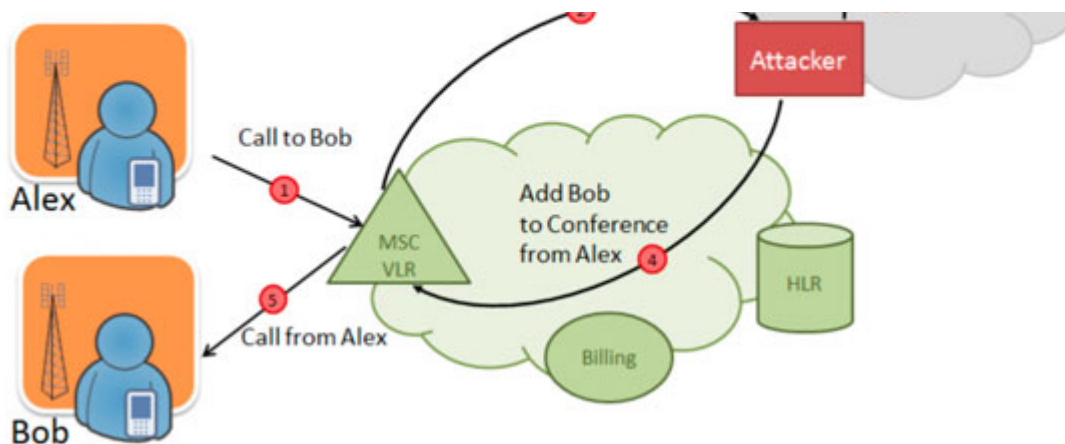 2
Attacker
Call to Bob
Alex
1
Add Bob
to Conference
from Alex
MSC
VLR
4
HLR
5
Call from Alex
Billing
Bob